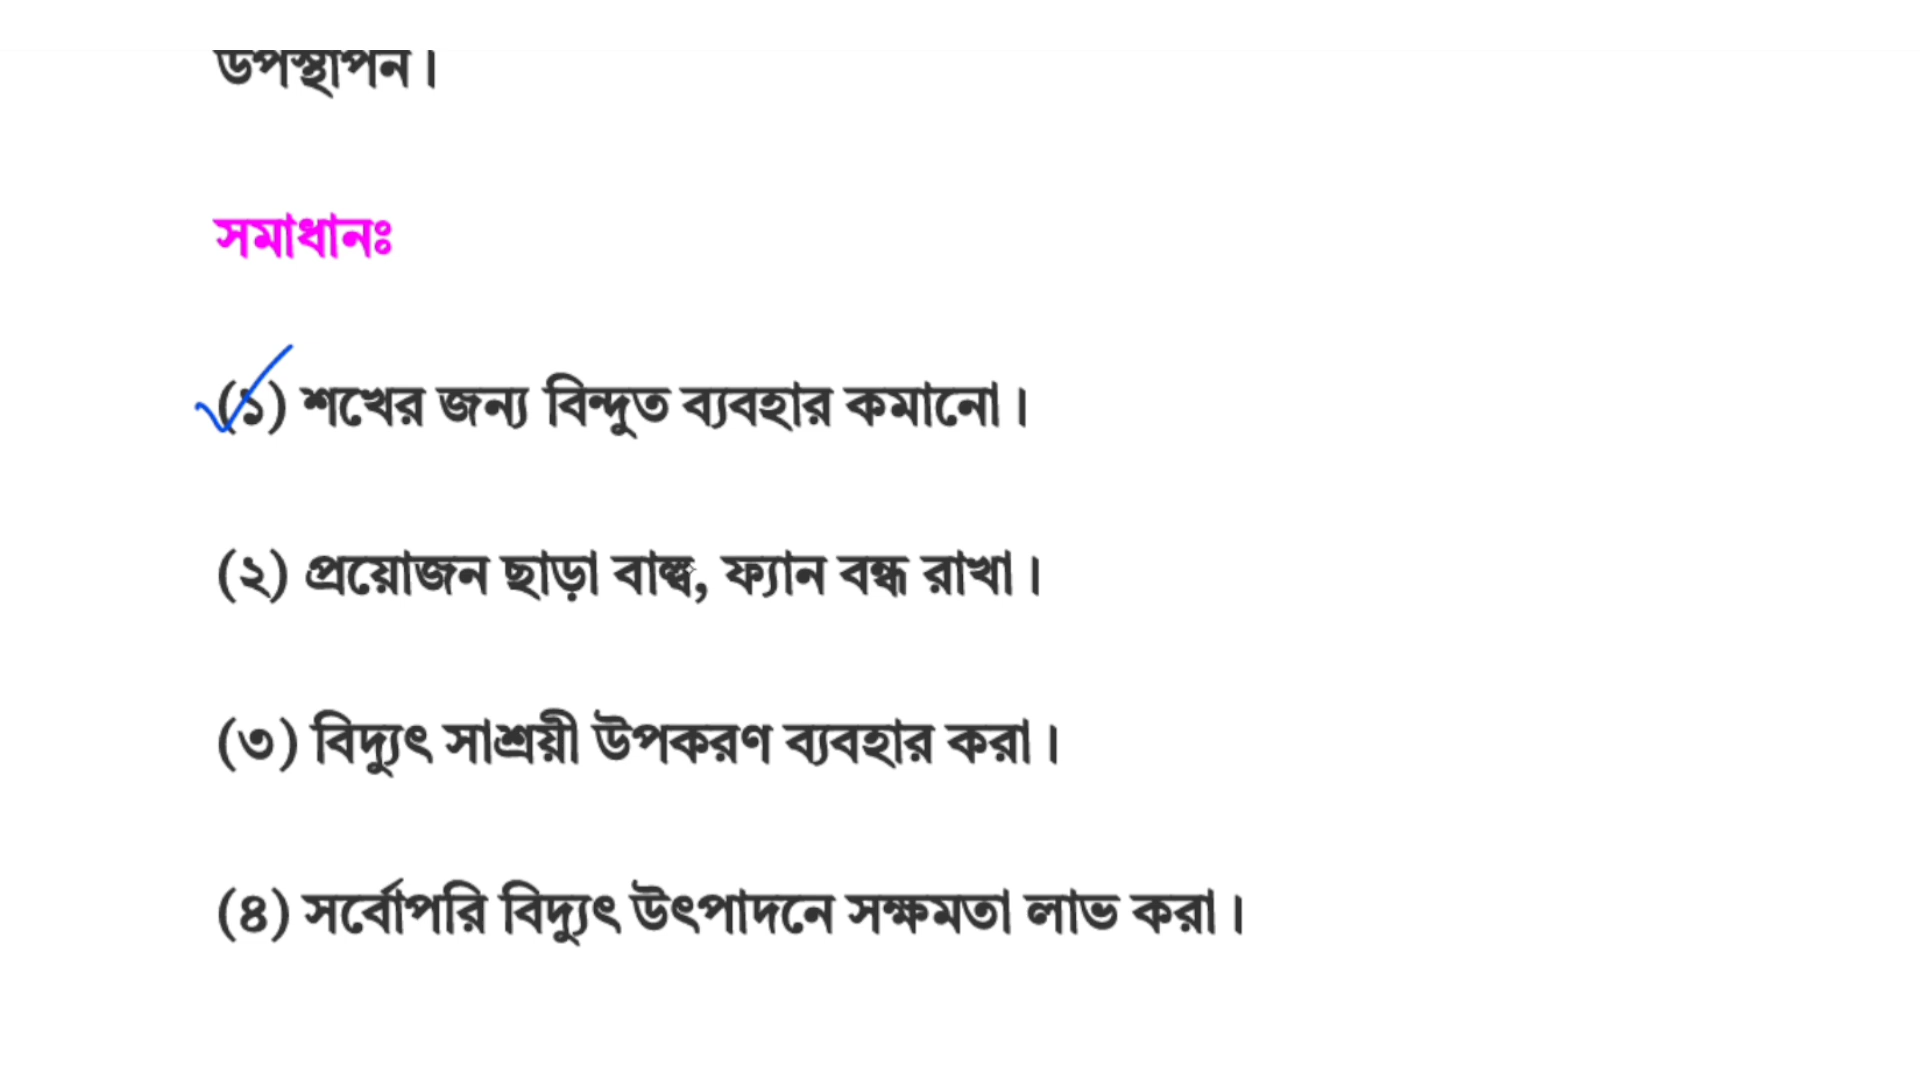 উপস্থাপন।
সমাধানঃ
(১) শখের জন্য বিন্দুত ব্যবহার কমানো।
(২) প্রয়োজন ছাড়া বাল্ব, ফ্যান বন্ধ রাখা।
(৩) বিদ্যুৎ সাশ্রয়ী উপকরণ ব্যবহার করা।
(৪) সর্বোপরি বিদ্যুৎ উৎপাদনে সক্ষমতা লাভ করা।